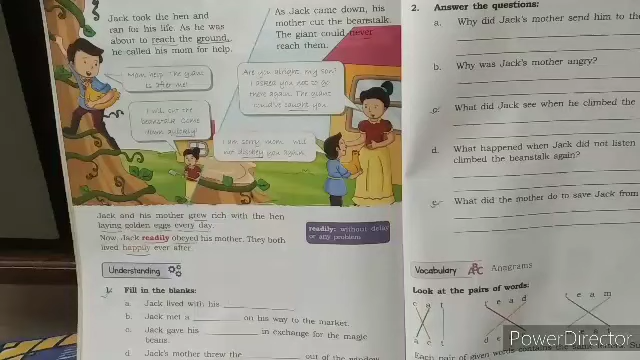 Jack took the hen and
ran for his life. As he was
about to reach the ground,
he called his mom for help.
As Jack came down, his
mother cut the beanstalk.
The giant could never
reach them.
Mom help. The giant
is after me!
I will cut the
beanstalk. Come
down quickly!
Are you alright, my son?
I asked you not to go
there again. The giant
I am sorry, mom. Will
not disobey you again.
Jack and his mother grew rich with the hen
laying golden eggs every day.
Now, Jack readily obeyed his mother. They both
lived happily ever after.
readily: without delay
or any problem
Understanding
1. Fill in the blanks:
a. Jack lived with his
b. Jack met a on his way to the market.
c. Jack gave his in exchange for the magic
beans.
d. Jack's mother threw the out of the window
2. Answer the questions:
a. Why did Jack's mother send him to the
b. Why was Jack's mother angry?
c. What did Jack see when he climbed the
d. What happened when Jack did not listen
climbed the beanstalk again?
e. What did the mother do to save Jack from
Vocabulary ABC Anagrams
Look at the pairs of words:
c a t
r e a d
e a m
a c t
Each pair of given words contains the same
PowerDirector